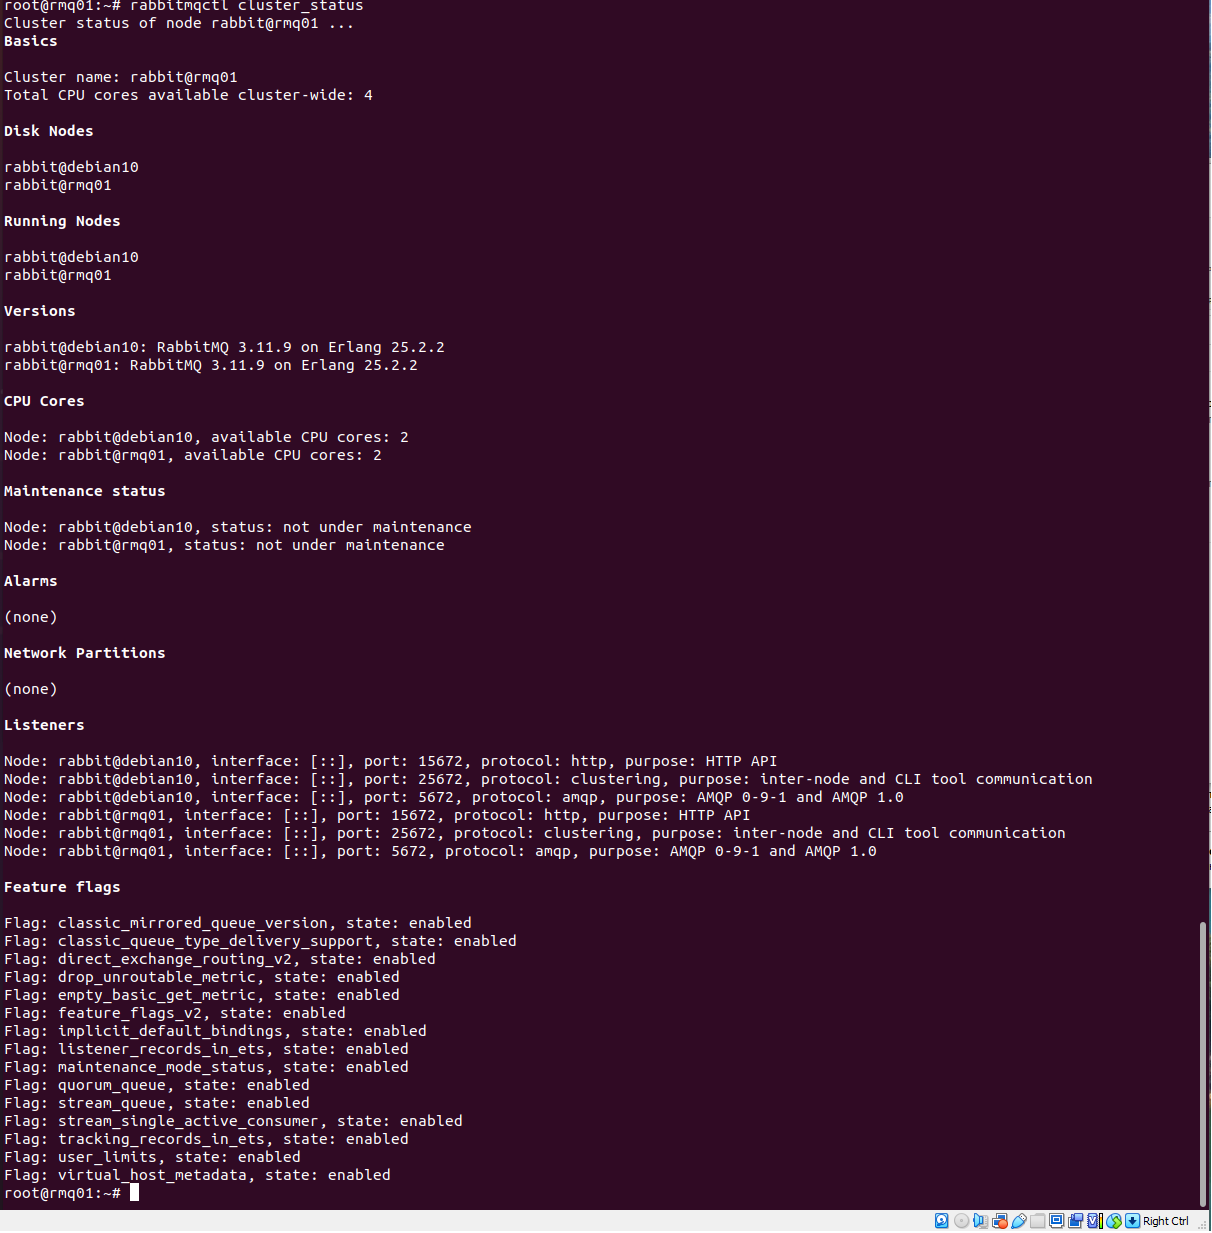 root@rmq01:~# rabbitmqctl cluster_status
Cluster status of node rabbit@rmq01 ...
Basics
Cluster name: rabbit@rmq01
Total CPU cores available cluster-wide: 4
Disk Nodes
rabbit@debian10
rabbit@rmq01
Running Nodes
rabbit@debian10
rabbit@rmq01
Versions
rabbit@debian10: RabbitMQ 3.11.9 on Erlang 25.2.2
rabbit@rmq01: RabbitMQ 3.11.9 on Erlang 25.2.2
CPU Cores
Node: rabbit@debian10, available CPU cores: 2
Node: rabbit@rmq01, available CPU cores: 2
Maintenance status
Node: rabbit@debian10, status: not under maintenance
Node: rabbit@rmq01, status: not under maintenance
Alarms
(none)
Network Partitions
(none)
Listeners
Node: rabbit@debian10, interface: [::], port: 15672, protocol: http, purpose: HTTP API
Node: rabbit@debian10, interface: [::], port: 25672, protocol: clustering, purpose: inter-node and CLI tool communication
Node: rabbit@debian10, interface: [::], port: 5672, protocol: amqp, purpose: AMQP 0-9-1 and AMQP 1.0
Node: rabbit@rmq01, interface: [::], port: 15672, protocol: http, purpose: HTTP API
Node: rabbit@rmq01, interface: [::], port: 25672, protocol: clustering, purpose: inter-node and CLI tool communication
Node: rabbit@rmq01, interface: [::], port: 5672, protocol: amqp, purpose: AMQP 0-9-1 and AMQP 1.0
Feature flags
Flag: classic_mirrored_queue_version, state: enabled
Flag: classic_queue_type_delivery_support, state: enabled
Flag: direct_exchange_routing_v2, state: enabled
Flag: drop_unroutable_metric, state: enabled
Flag: empty_basic_get_metric, state: enabled
Flag: feature_flags_v2, state: enabled
Flag: implicit_default_bindings, state: enabled
Flag: listener_records_in_ets, state: enabled
Flag: maintenance_mode_status, state: enabled
Flag: quorum_queue, state: enabled
Flag: stream_queue, state: enabled
Flag: stream_single_active_consumer, state: enabled
Flag: tracking_records_in_ets, state: enabled
Flag: user_limits, state: enabled
Flag: virtual_host_metadata, state: enabled
root@rmq01:~#
Right Ctrl